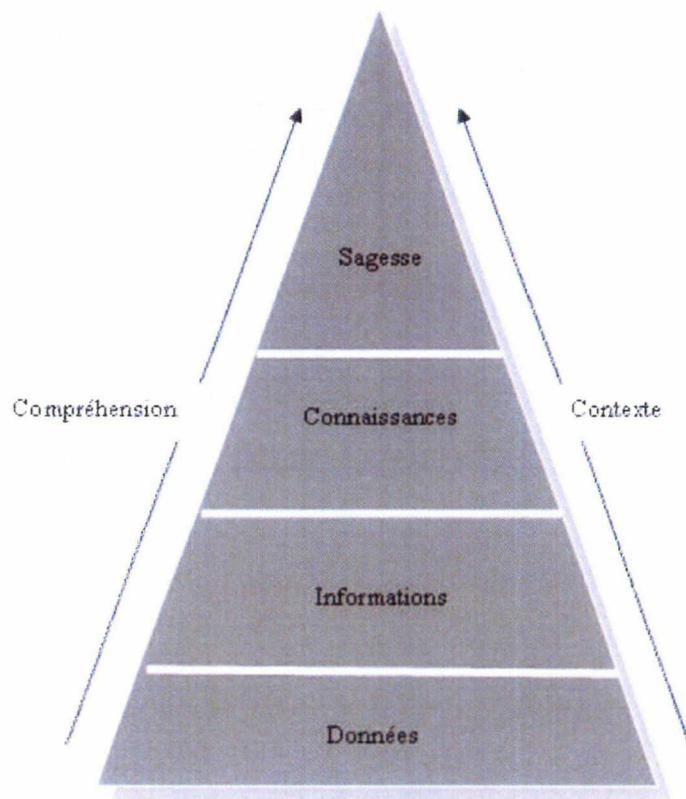 Sagesse
Compréhension
Connaissances
Contexte
Informations
Données